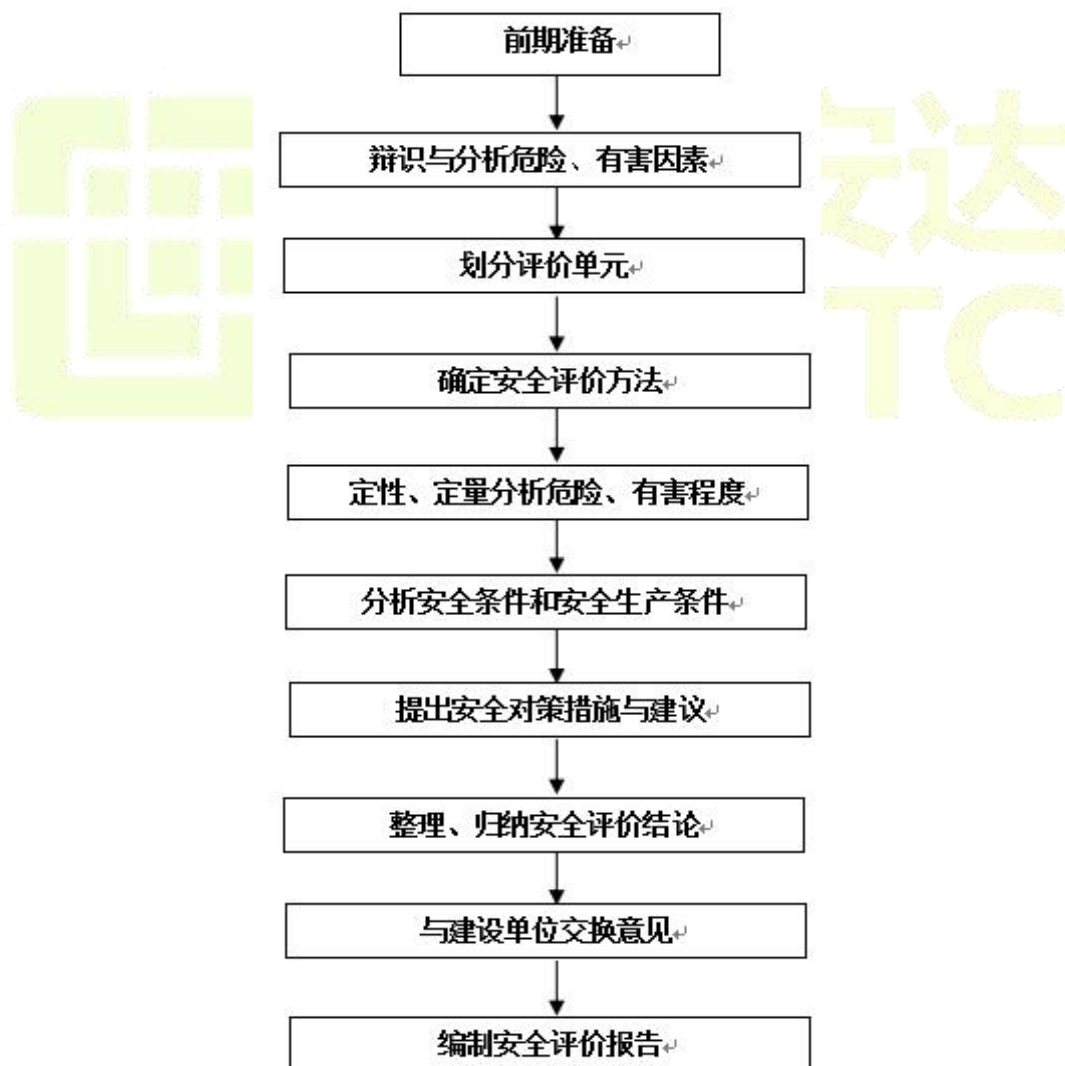 前期准备
辩识与分析危险、有害因素
划分评价单元
确定安全评价方法
定性、定量分析危险、有害程度
分析安全条件和安全生产条件
提出安全对策措施与建议
整理、归纳安全评价结论
与建设单位交换意见
编制安全评价报告
安达
TC